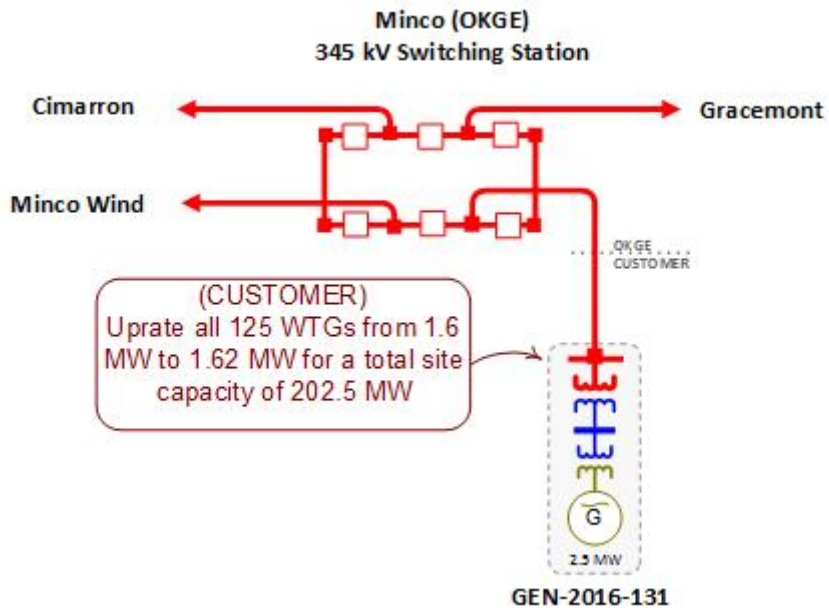 Minco (OKGE)
345 kV Switching Station
Cimarron
Gracemont
Minco Wind
OKGE
CUSTOMER
(CUSTOMER)
Uprate all 125 WTGs from 1.6
MW to 1.62 MW for a total site
capacity of 202.5 MW
G
2.5 MW
GEN-2016-131